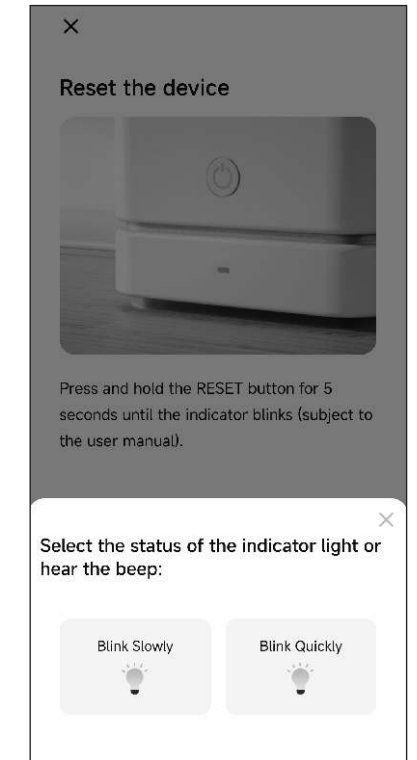 Reset the device
Press and hold the RESET button for 5
seconds until the indicator blinks (subject to
the user manual).
Select the status of the indicator light or
hear the beep:
Blink Slowly
Blink Quickly